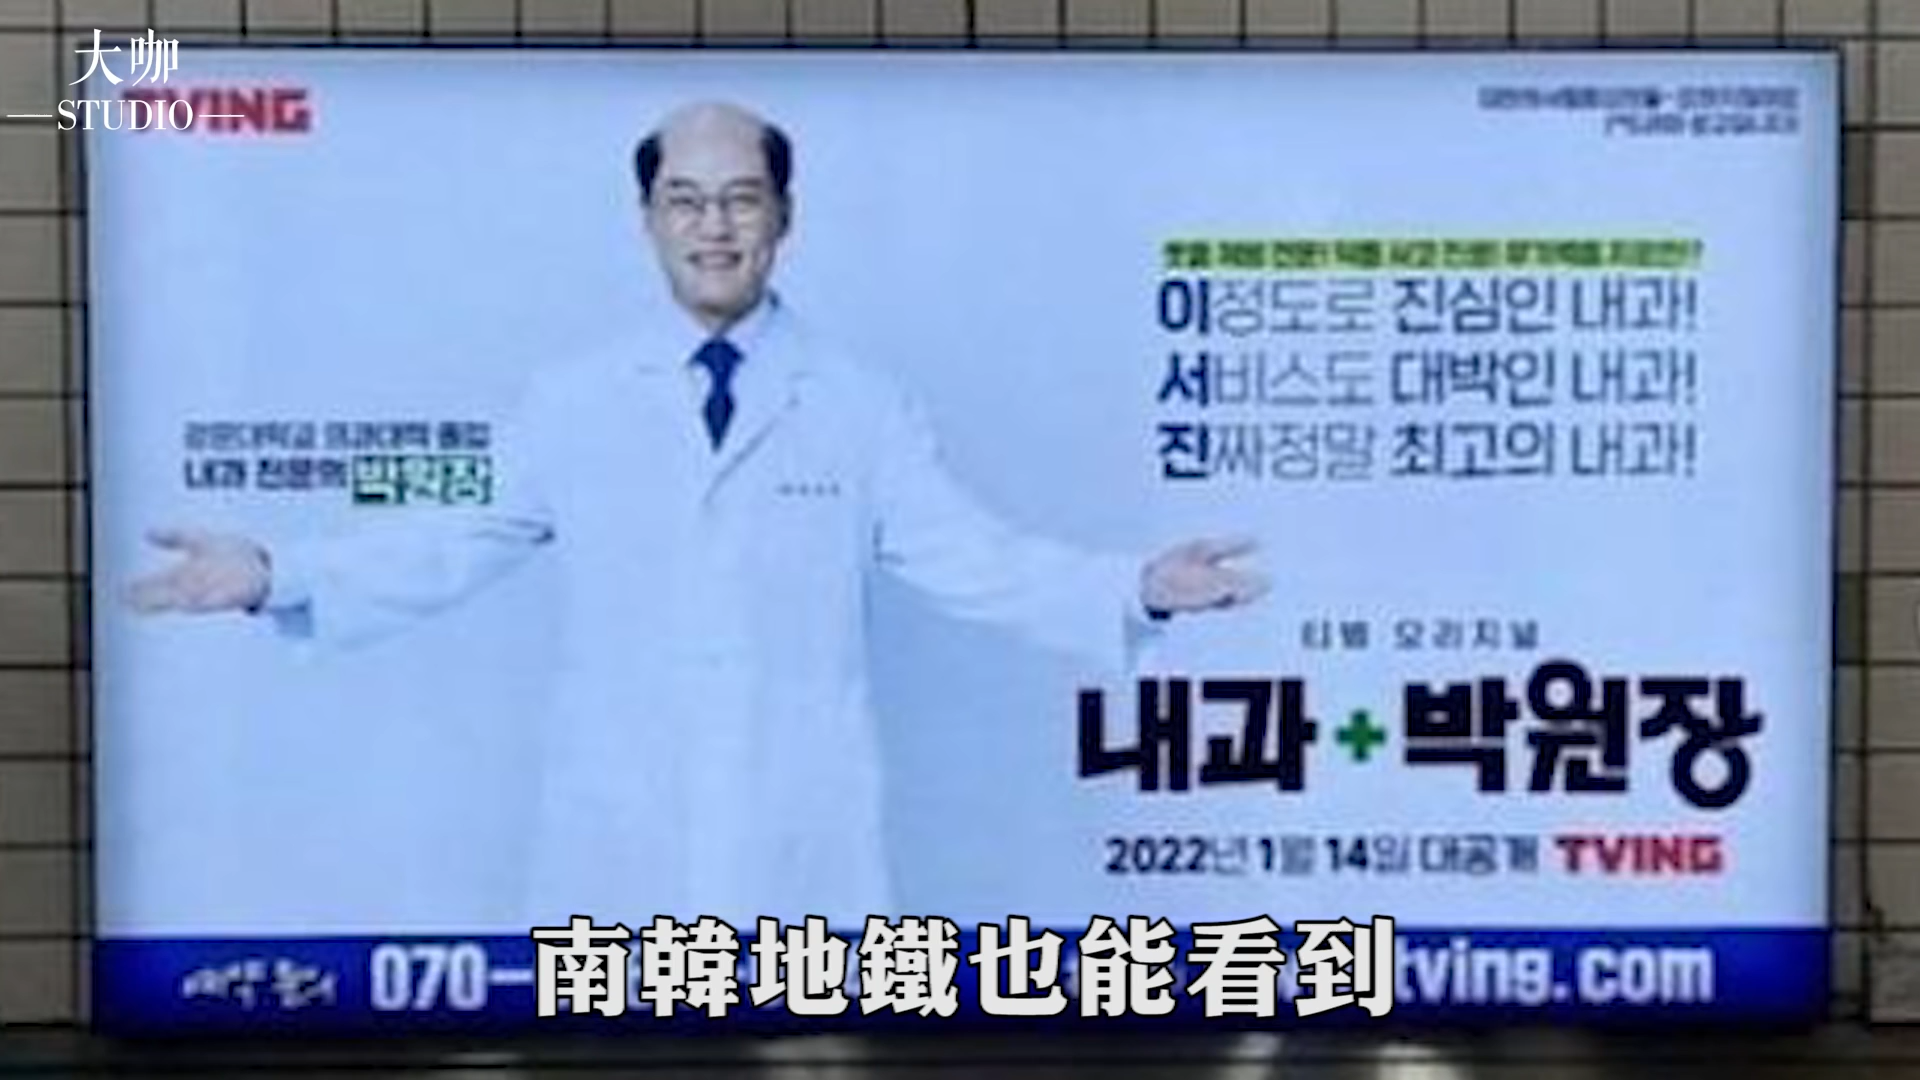 大咖
STUDIO
TVING
내과 전문의 박원장
이정도로 진심인 내과!
서비스도 대박인 내과!
진짜정말 최고의 내과!
티빙 오리지널
내과+박원장
2022년 1월 14일 대공개 TVING
070-
tving.com
南韓地鐵也能看到